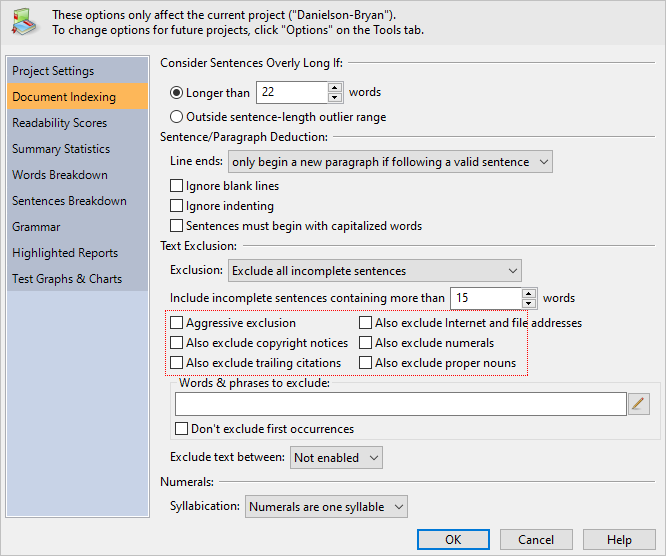 These options only affect the current project ("Danielson-Bryan").
To change options for future projects, click "Options" on the Tools tab.
Project Settings
Document Indexing
Readability Scores
Summary Statistics
Words Breakdown
Sentences Breakdown
Grammar
Highlighted Reports
Test Graphs & Charts
Consider Sentences Overly Long If:
Longer than 22 words
Outside sentence-length outlier range
Sentence/Paragraph Deduction:
Line ends: only begin a new paragraph if following a valid sentence
Ignore blank lines
Ignore indenting
Sentences must begin with capitalized words
Text Exclusion:
Exclusion: Exclude all incomplete sentences
Include incomplete sentences containing more than 15 words
Aggressive exclusion Also exclude Internet and file addresses
Also exclude copyright notices Also exclude numerals
Also exclude trailing citations Also exclude proper nouns
Words & phrases to exclude:
Don't exclude first occurrences
Exclude text between: Not enabled
Numerals:
Syllabication: Numerals are one syllable
OK Cancel Help